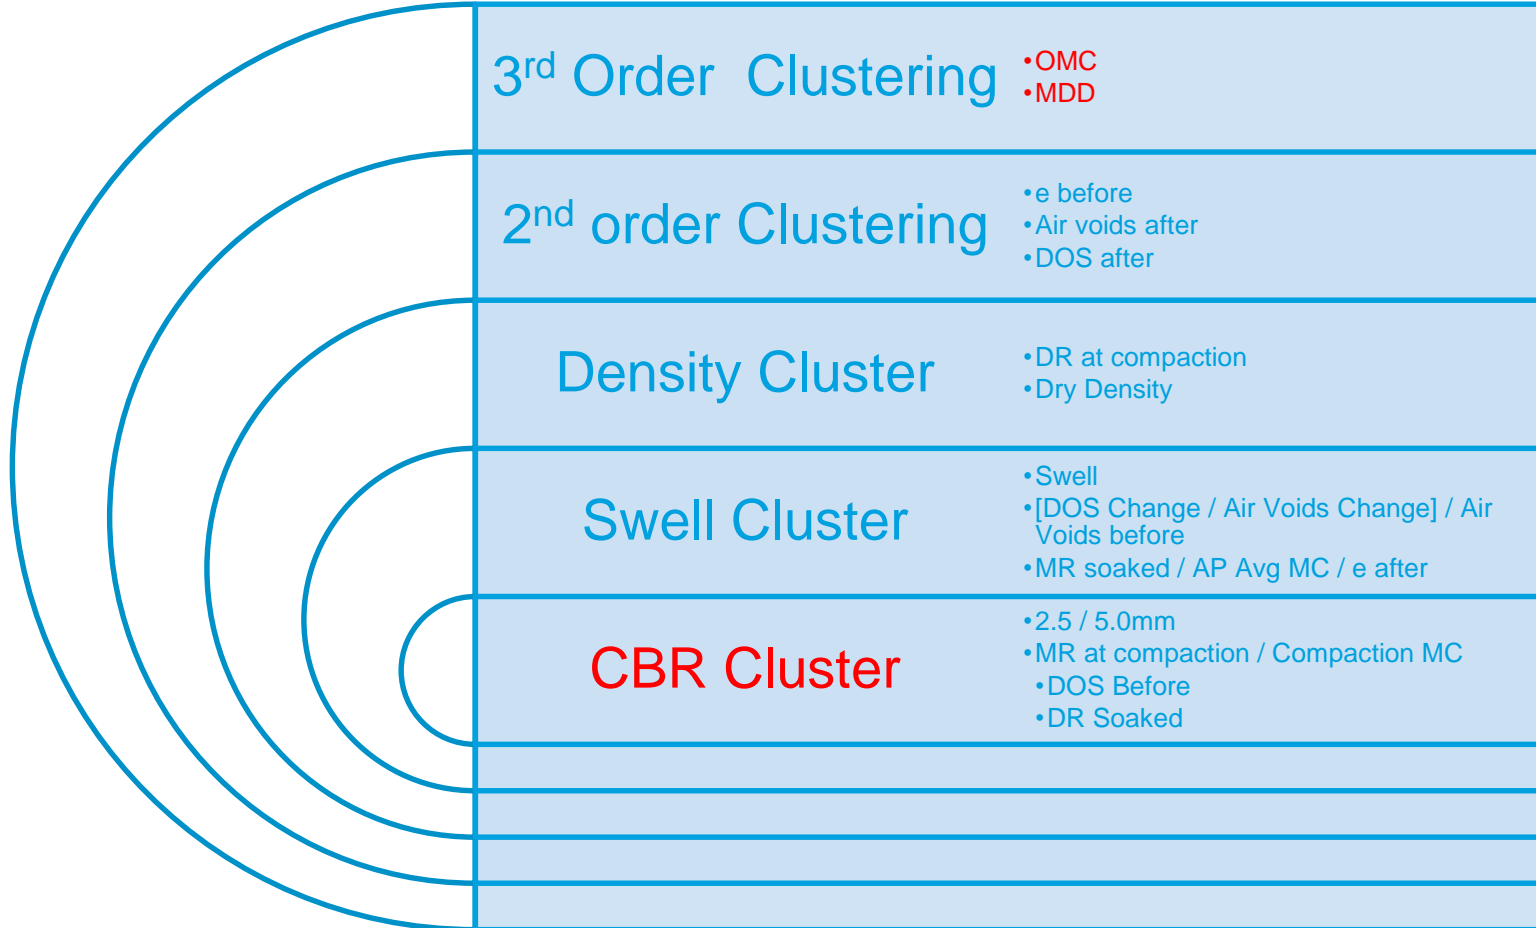 3rd Order Clustering
•OMC
•MDD
2nd order Clustering
•e before
•Air voids after
•DOS after
Density Cluster
•DR at compaction
•Dry Density
Swell Cluster
•Swell
•[DOS Change / Air Voids Change] / Air
Voids before
•MR soaked / AP Avg MC / e after
CBR Cluster
•2.5 / 5.0mm
•MR at compaction / Compaction MC
•DOS Before
•DR Soaked